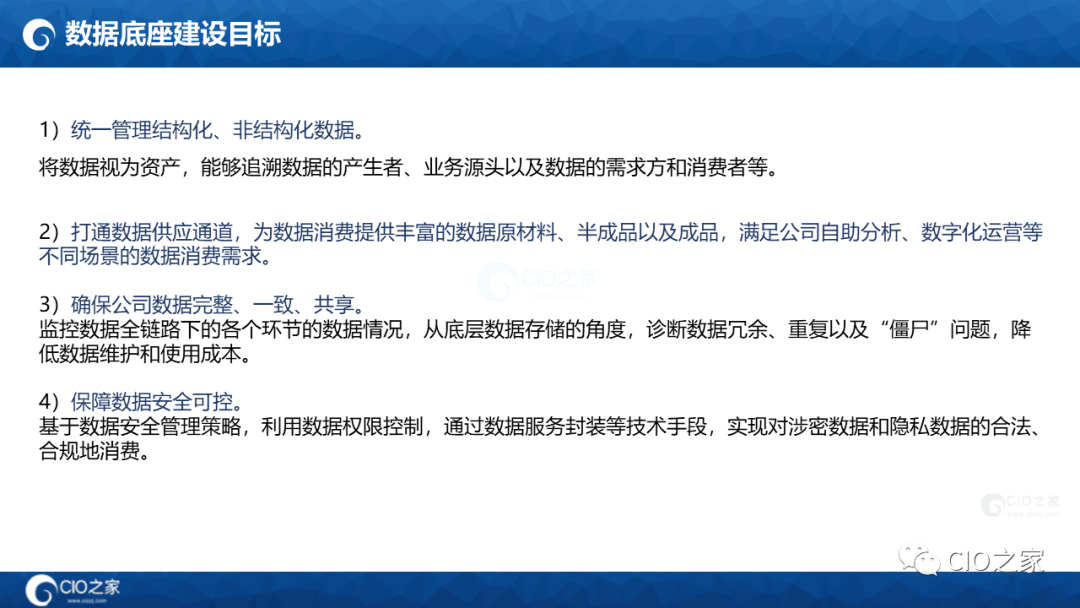 数据底座建设目标
1）统一管理结构化、非结构化数据。
将数据视为资产，能够追溯数据的产生者、业务源头以及数据的需求方和消费者等。
2）打通数据供应通道，为数据消费提供丰富的数据原材料、半成品以及成品，满足公司自助分析、数字化运营等
不同场景的数据消费需求。
CIO之家
3）确保公司数据完整、一致、共享。
监控数据全链路下的各个环节的数据情况，从底层数据存储的角度，诊断数据冗余、重复以及“僵尸”问题，降
低数据维护和使用成本。
4）保障数据安全可控。
基于数据安全管理策略，利用数据权限控制，通过数据服务封装等技术手段，实现对涉密数据和隐私数据的合法、
合规地消费。
CIO之家
www.ciozj.com
CIO之家
CIO之家
www.ciozj.com